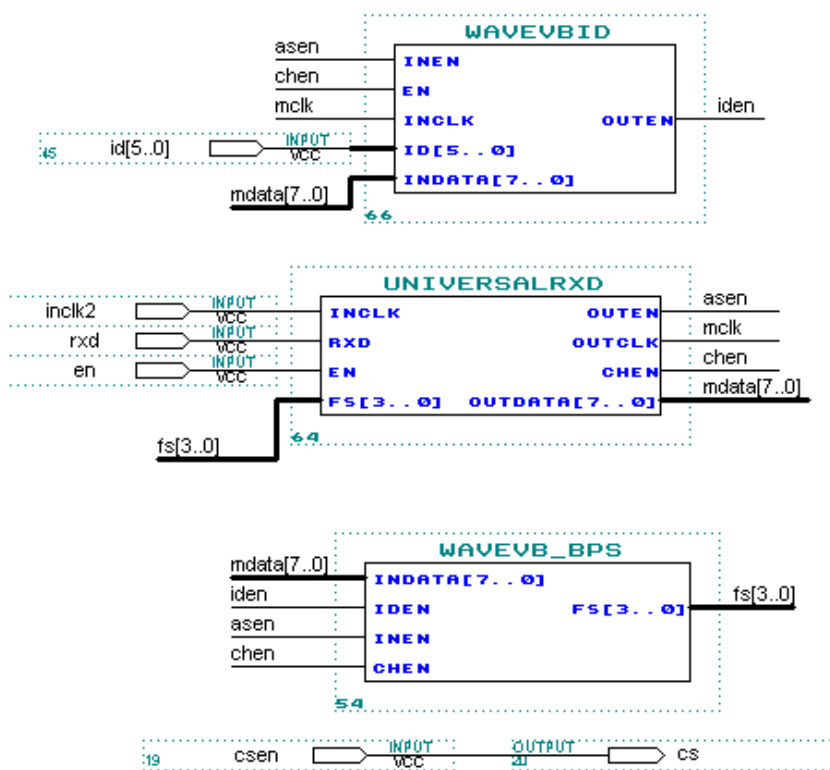 WAVEVBID
asen
INEN
chen
EN
mclk
INCLK
OUTEN
iden
45
id[5..0]
INPUT
VCC
ID[5..0]
mdata[7..0]
INDATA[7..0]
66
UNIVERSALRXD
inclk2
INPUT
VCC
INCLK
OUTEN
asen
rxd
INPUT
VCC
RXD
OUTCLK
mclk
en
INPUT
VCC
EN
CHEN
chen
FS[3..0]
OUTDATA[7..0]
mdata[7..0]
fs[3..0]
64
WAVEVB_BPS
mdata[7..0]
INDATA[7..0]
iden
IDEN
FS[3..0]
fs[3..0]
asen
INEN
chen
CHEN
54
19
csen
INPUT
VCC
OUTPUT
20
cs